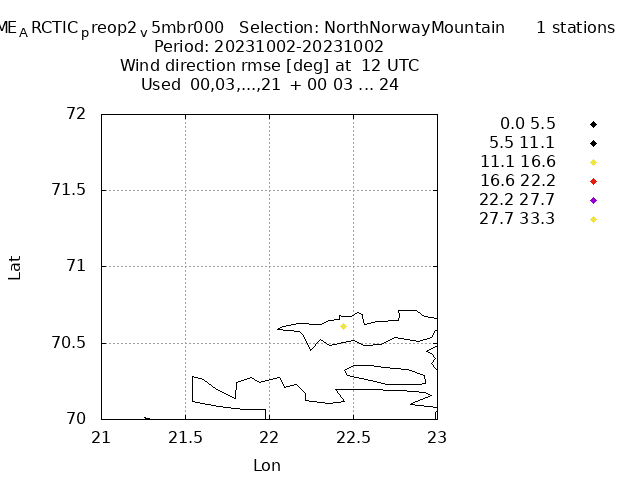 ME_A RCTIC_p reop2_v 5mbr000 Selection: NorthNorwayMountain 1 stations
Period: 20231002-20231002
Wind direction rmse [deg] at 12 UTC
Used 00,03,...,21 + 00 03 ... 24
0.0 5.5
5.5 11.1
11.1 16.6
16.6 22.2
22.2 27.7
27.7 33.3
72
71.5
71
70.5
70
Lat
21 21.5 22 22.5 23
Lon